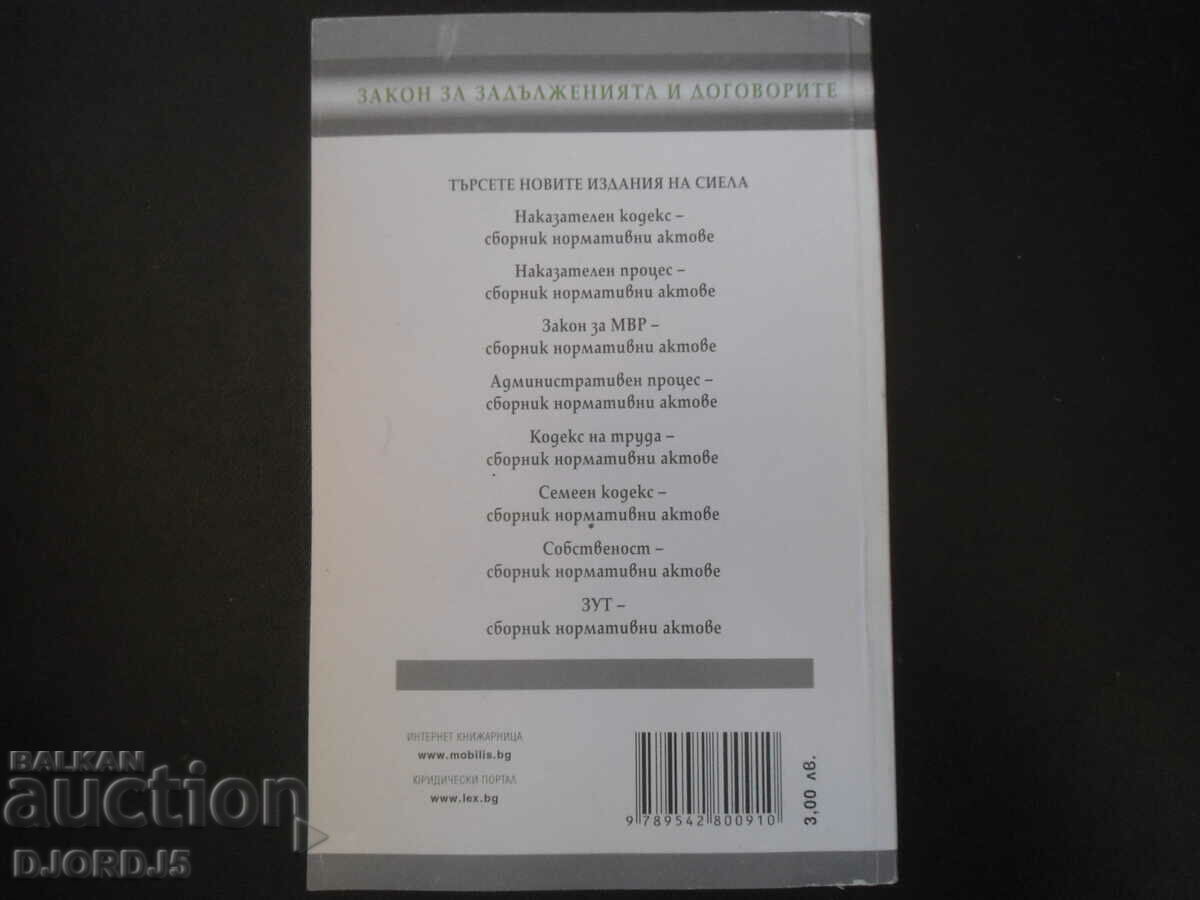 ЗАКОН ЗА ЗАДЪЛЖЕНИЯТА И ДОГОВОРИТЕ
ТЪРСЕТЕ НОВИТЕ ИЗДАНИЯ НА СИЕЛА
Наказателен кодекс –
сборник нормативни актове
Наказателен процес –
сборник нормативни актове
Закон за МВР –
сборник нормативни актове
Административен процес –
сборник нормативни актове
Кодекс на труда –
сборник нормативни актове
Семеен кодекс –
сборник нормативни актове
Собственост –
сборник нормативни актове
ЗУТ –
сборник нормативни актове
ИНТЕРНЕТ КНИЖАРНИЦА
www.mobilis.bg
ЮРИДИЧЕСКИ ПОРТАЛ
www.lex.bg
9 789542 800910
3,00 лв.
BALKAN
auction
DJORDJ5